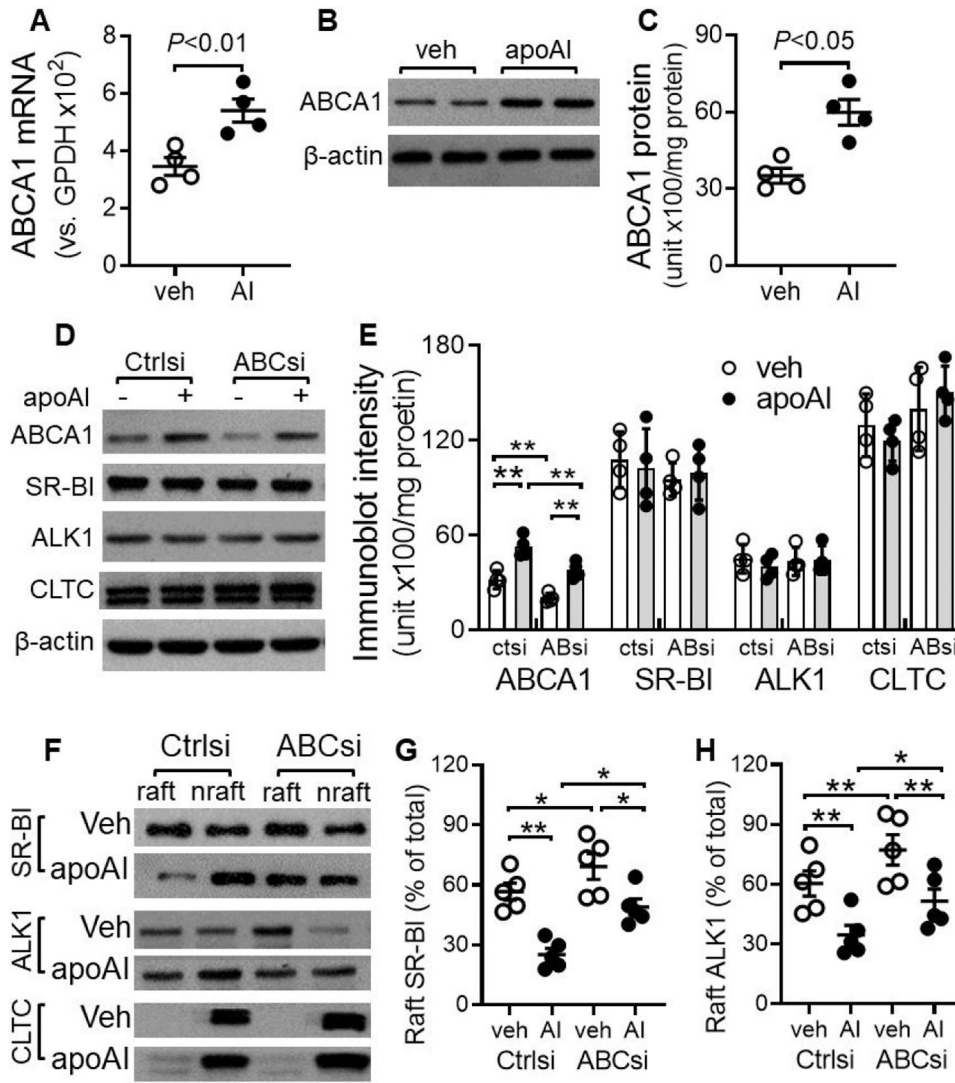 A
ABCA1 mRNA
(vs. GPDH x10²)
8
6
4
2
0
P<0.01
veh AI
B
veh apoAI
ABCA1
β-actin
C
ABCA1 protein
(unit x100/mg protein)
90
60
30
0
P<0.05
veh AI
D
Ctrlsi ABCsi
apoAI - + - +
ABCA1
SR-BI
ALK1
CLTC
β-actin
E
Immunoblot intensity
(unit x100/mg proetin)
180
120
60
0
veh
apoAI
**
** **
**
ctsi ABsi ctsi ABsi ctsi ABsi ctsi ABsi
ABCA1 SR-BI ALK1 CLTC
F
Ctrlsi ABCsi
raft nraft raft nraft
SR-BI
Veh
apoAI
ALK1
Veh
apoAI
CLTC
Veh
apoAI
G
Raft SR-BI (% of total)
120
90
60
30
0
*
* *
**
veh AI veh AI
Ctrlsi ABCsi
H
Raft ALK1 (% of total)
120
90
60
30
0
*
** **
**
veh AI veh AI
Ctrlsi ABCsi